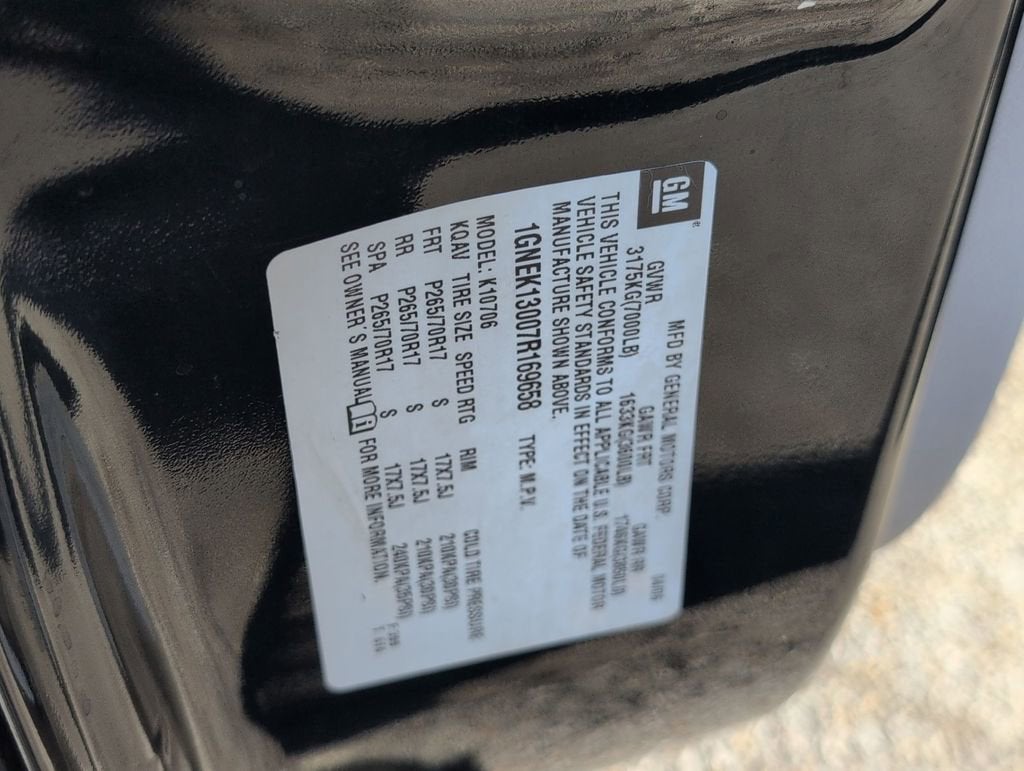 GM
MFD BY GENERAL MOTORS CORP.
GVWR GAWR FRT GAWR RR
3175KG(7000LB) 1633KG(3600LB)
THIS VEHICLE CONFORMS TO ALL APPLICABLE U.S. FEDERAL MOTOR
VEHICLE SAFETY STANDARDS IN EFFECT ON THE DATE OF
MANUFACTURE SHOWN ABOVE.
1GNEK13007R169658 TYPE: M.P.V.
MODEL: K10706
KOAV TIRE SIZE SPEED RTG RIM COLD TIRE PRESSURE
FRT P265/70R17 S 17X7.5J 210KPA(30PSI)
RR P265/70R17 S 17X7.5J 210KPA(30PSI)
SPA P265/70R17 S 17X7.5J 240KPA(35PSI)
SEE OWNER'S MANUAL FOR MORE INFORMATION.